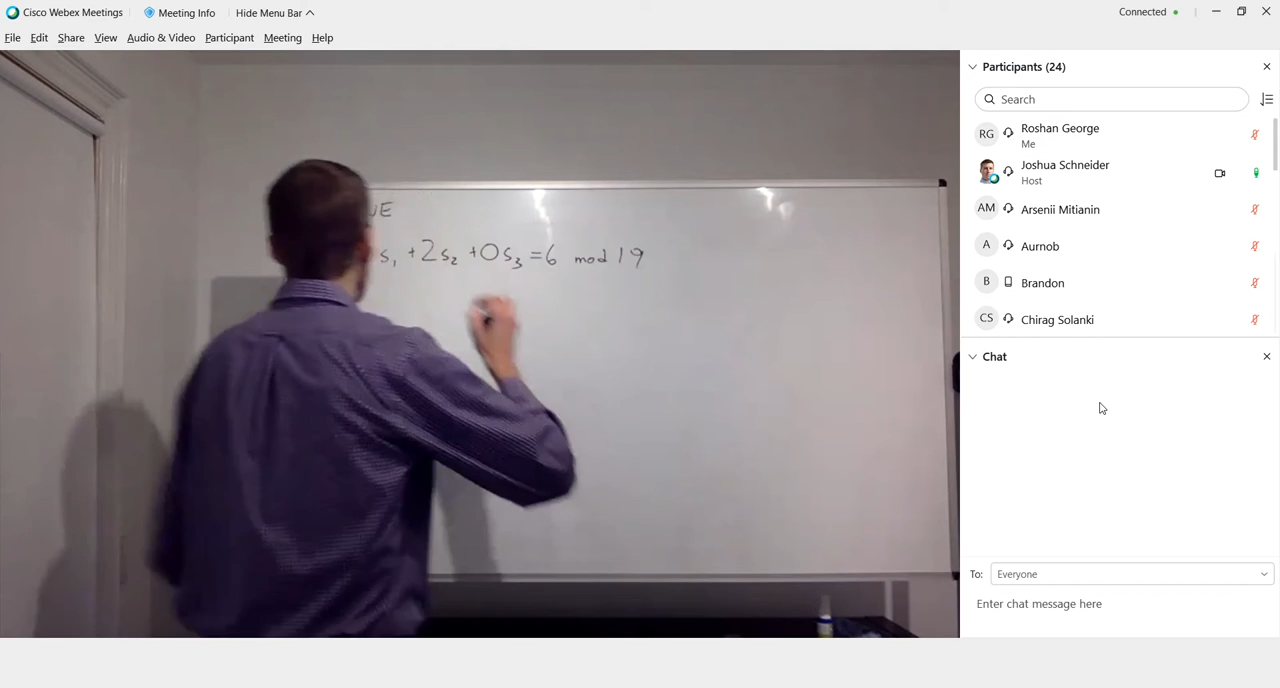 Cisco Webex Meetings Meeting Info Hide Menu Bar Connected
File Edit Share View Audio & Video Participant Meeting Help
s₁ +2s₂ +0s₃ =6 mod 19
Participants (24)
Search
RG Roshan George
Me
Joshua Schneider
Host
AM Arsenii Mitianin
A Aurnob
B Brandon
CS Chirag Solanki
Chat
To: Everyone
Enter chat message here